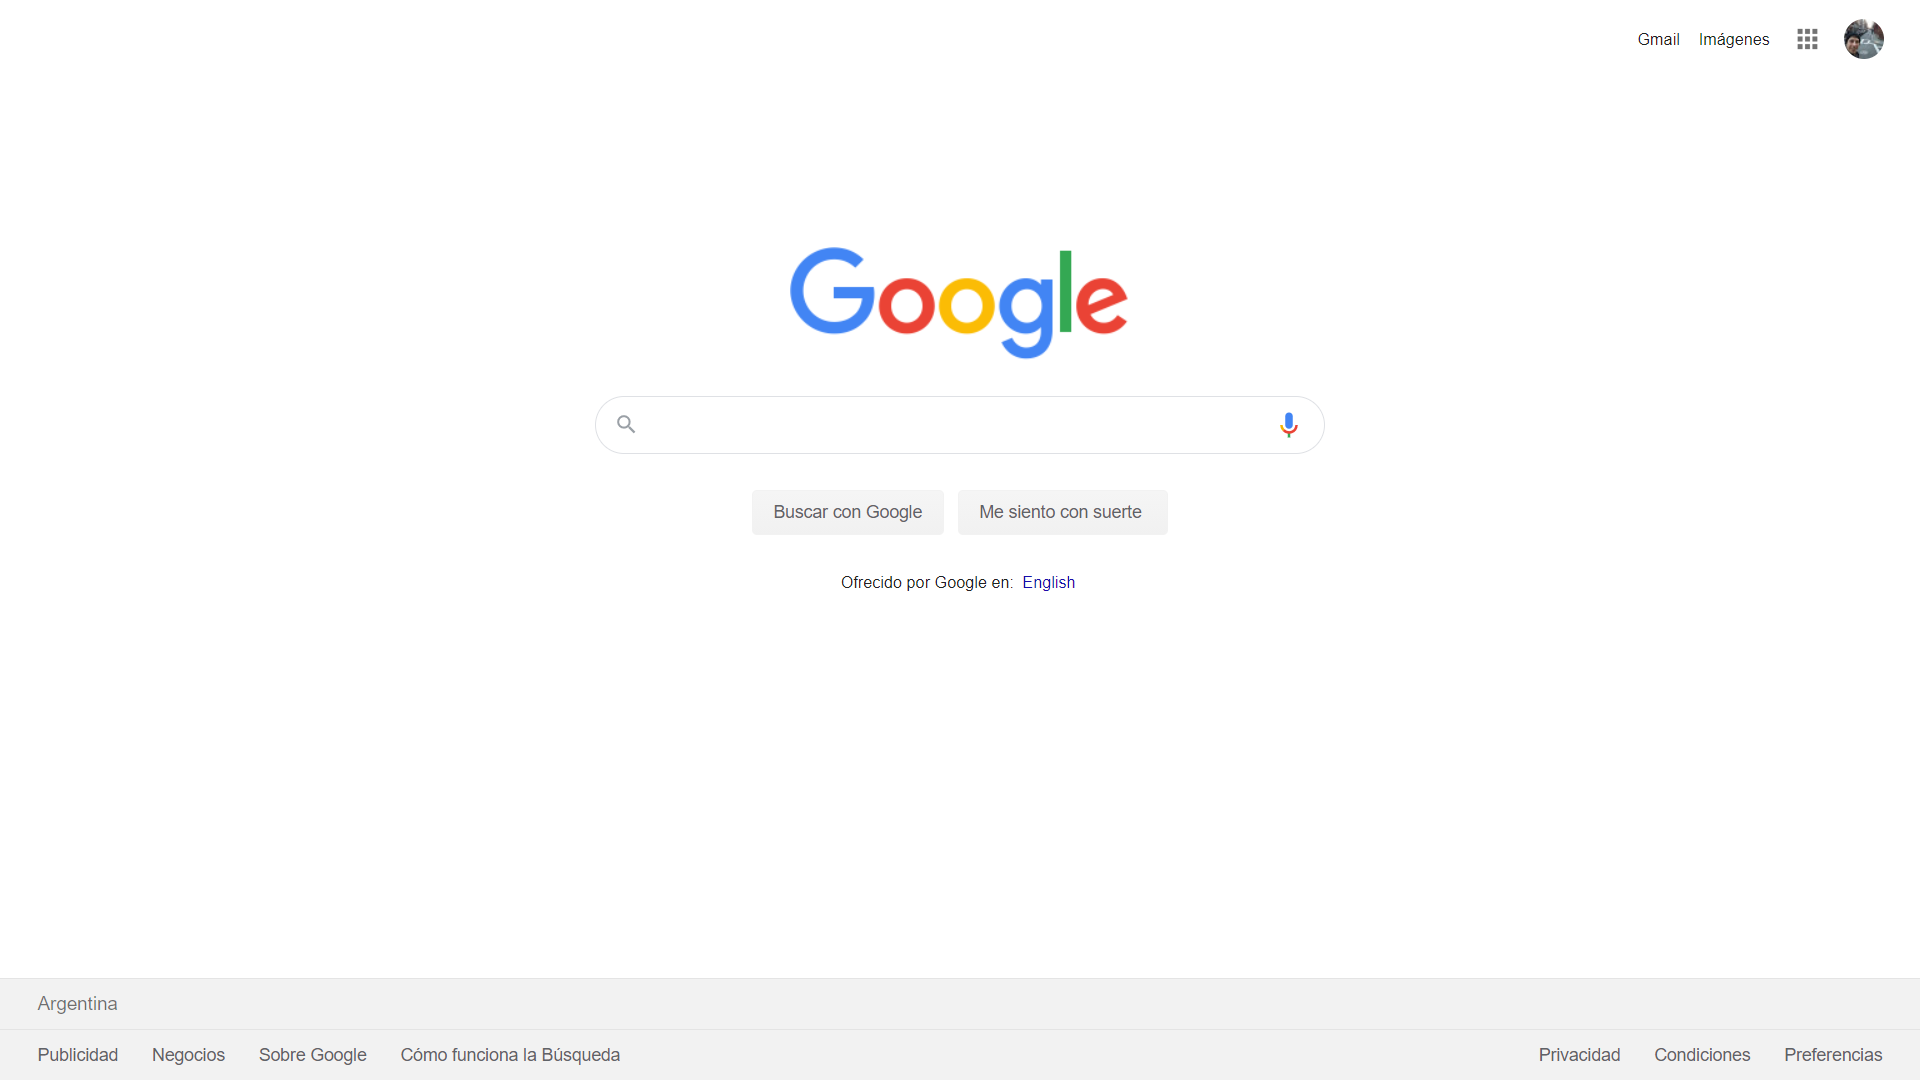 Gmail Imágenes
Google
Buscar con Google Me siento con suerte
Ofrecido por Google en: English
Argentina
Publicidad Negocios Sobre Google Cómo funciona la Búsqueda Privacidad Condiciones Preferencias